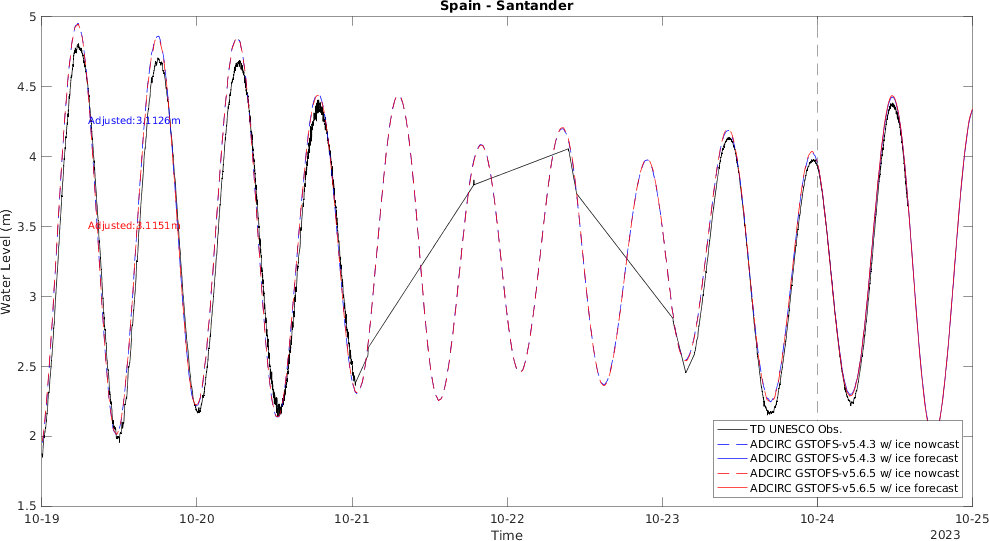 Spain - Santander
5
4.5
4
3.5
3
2.5
2
1.5
Water Level (m)
Adjusted:3.1126m
Adjusted:3.1151m
TD UNESCO Obs.
ADCIRC GSTOFS-v5.4.3 w/ ice nowcast
ADCIRC GSTOFS-v5.4.3 w/ ice forecast
ADCIRC GSTOFS-v5.6.5 w/ ice nowcast
ADCIRC GSTOFS-v5.6.5 w/ ice forecast
10-19 10-20 10-21 10-22 10-23 10-24 10-25
Time
2023